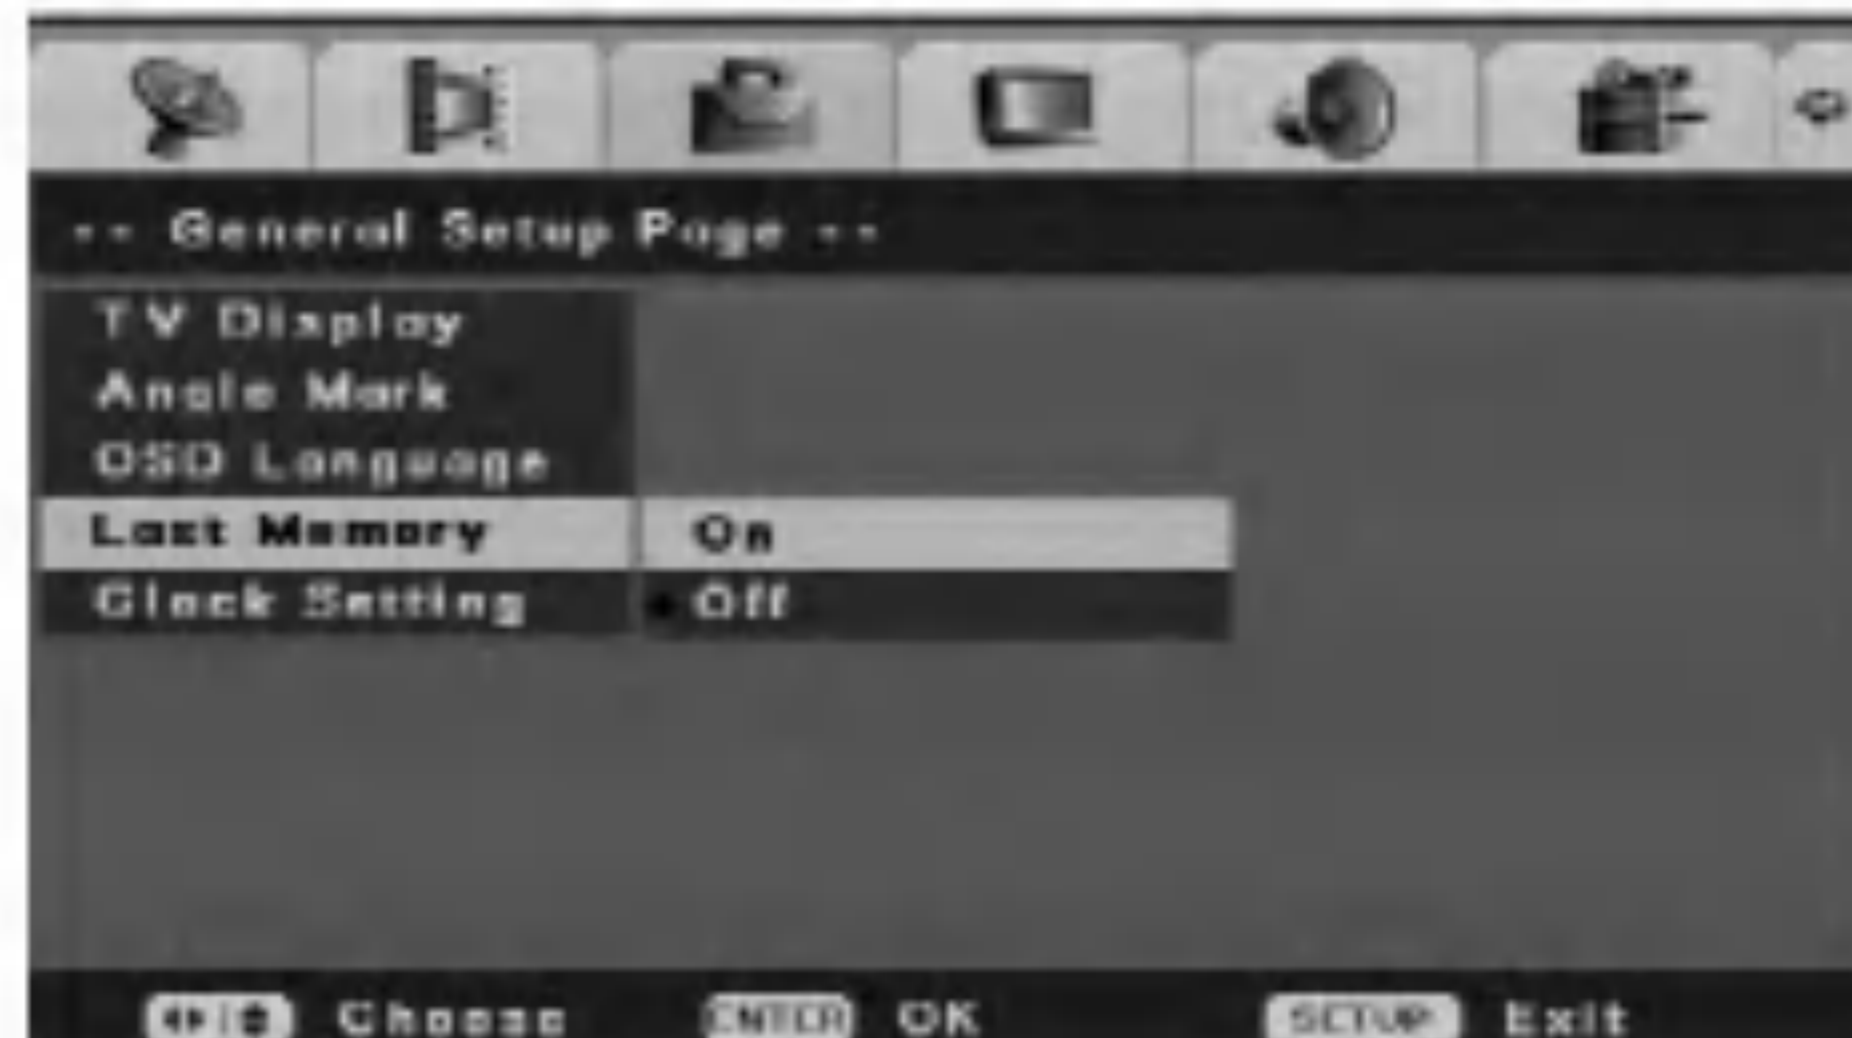 -- General Setup Page --
TV Display
Angle Mark
OSD Language
Last Memory On
Clock Setting Off
Choose ENTER OK SETUP Exit